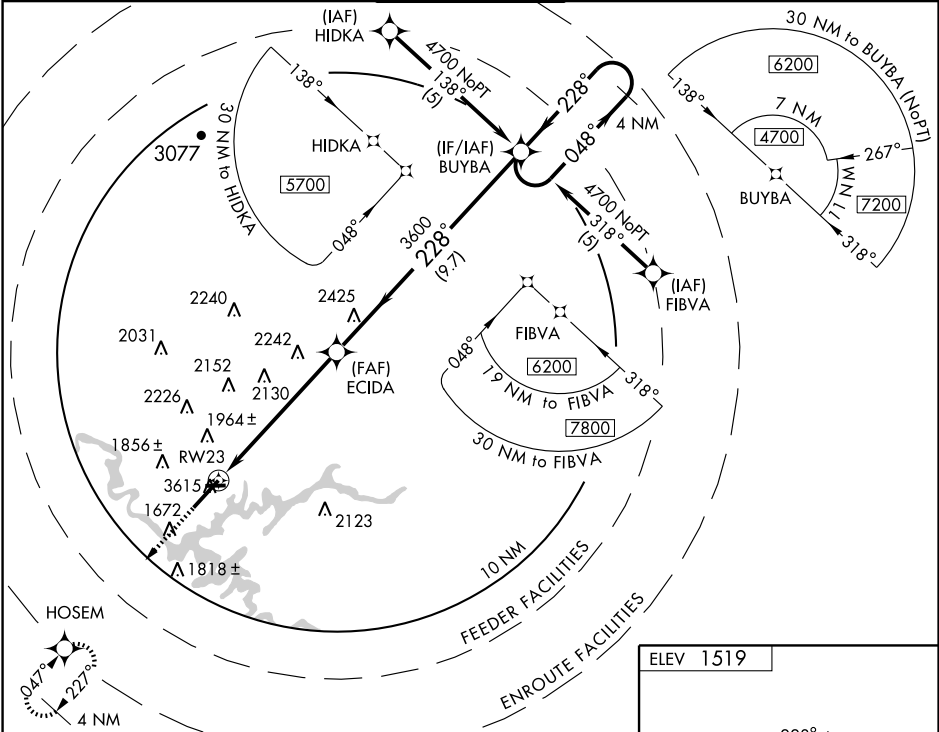 (IAF)
HIDKA
4700 NoPT
138°
(5)
30 NM to BUYBA (NoPT)
6200
138°
7 NM
4700
267°
11 NM
7200
BUYBA
318°
138°
HIDKA
30 NM to HIDKA
5700
048°
3077
(IF/IAF)
BUYBA
228°
048°
4 NM
4700 NoPT
318°
(5)
(IAF)
FIBVA
3600
228°
(9.7)
FIBVA
048°
6200
318°
19 NM to FIBVA
7800
30 NM to FIBVA
2240
2425
2031
2242
2152
2130
2226
(FAF)
ECIDA
1964 ±
1856 ±
RW23
3615
1672
2123
1818 ±
10 NM
FEEDER FACILITIES
ENROUTE FACILITIES
HOSEM
047°
227°
4 NM
ELEV 1519